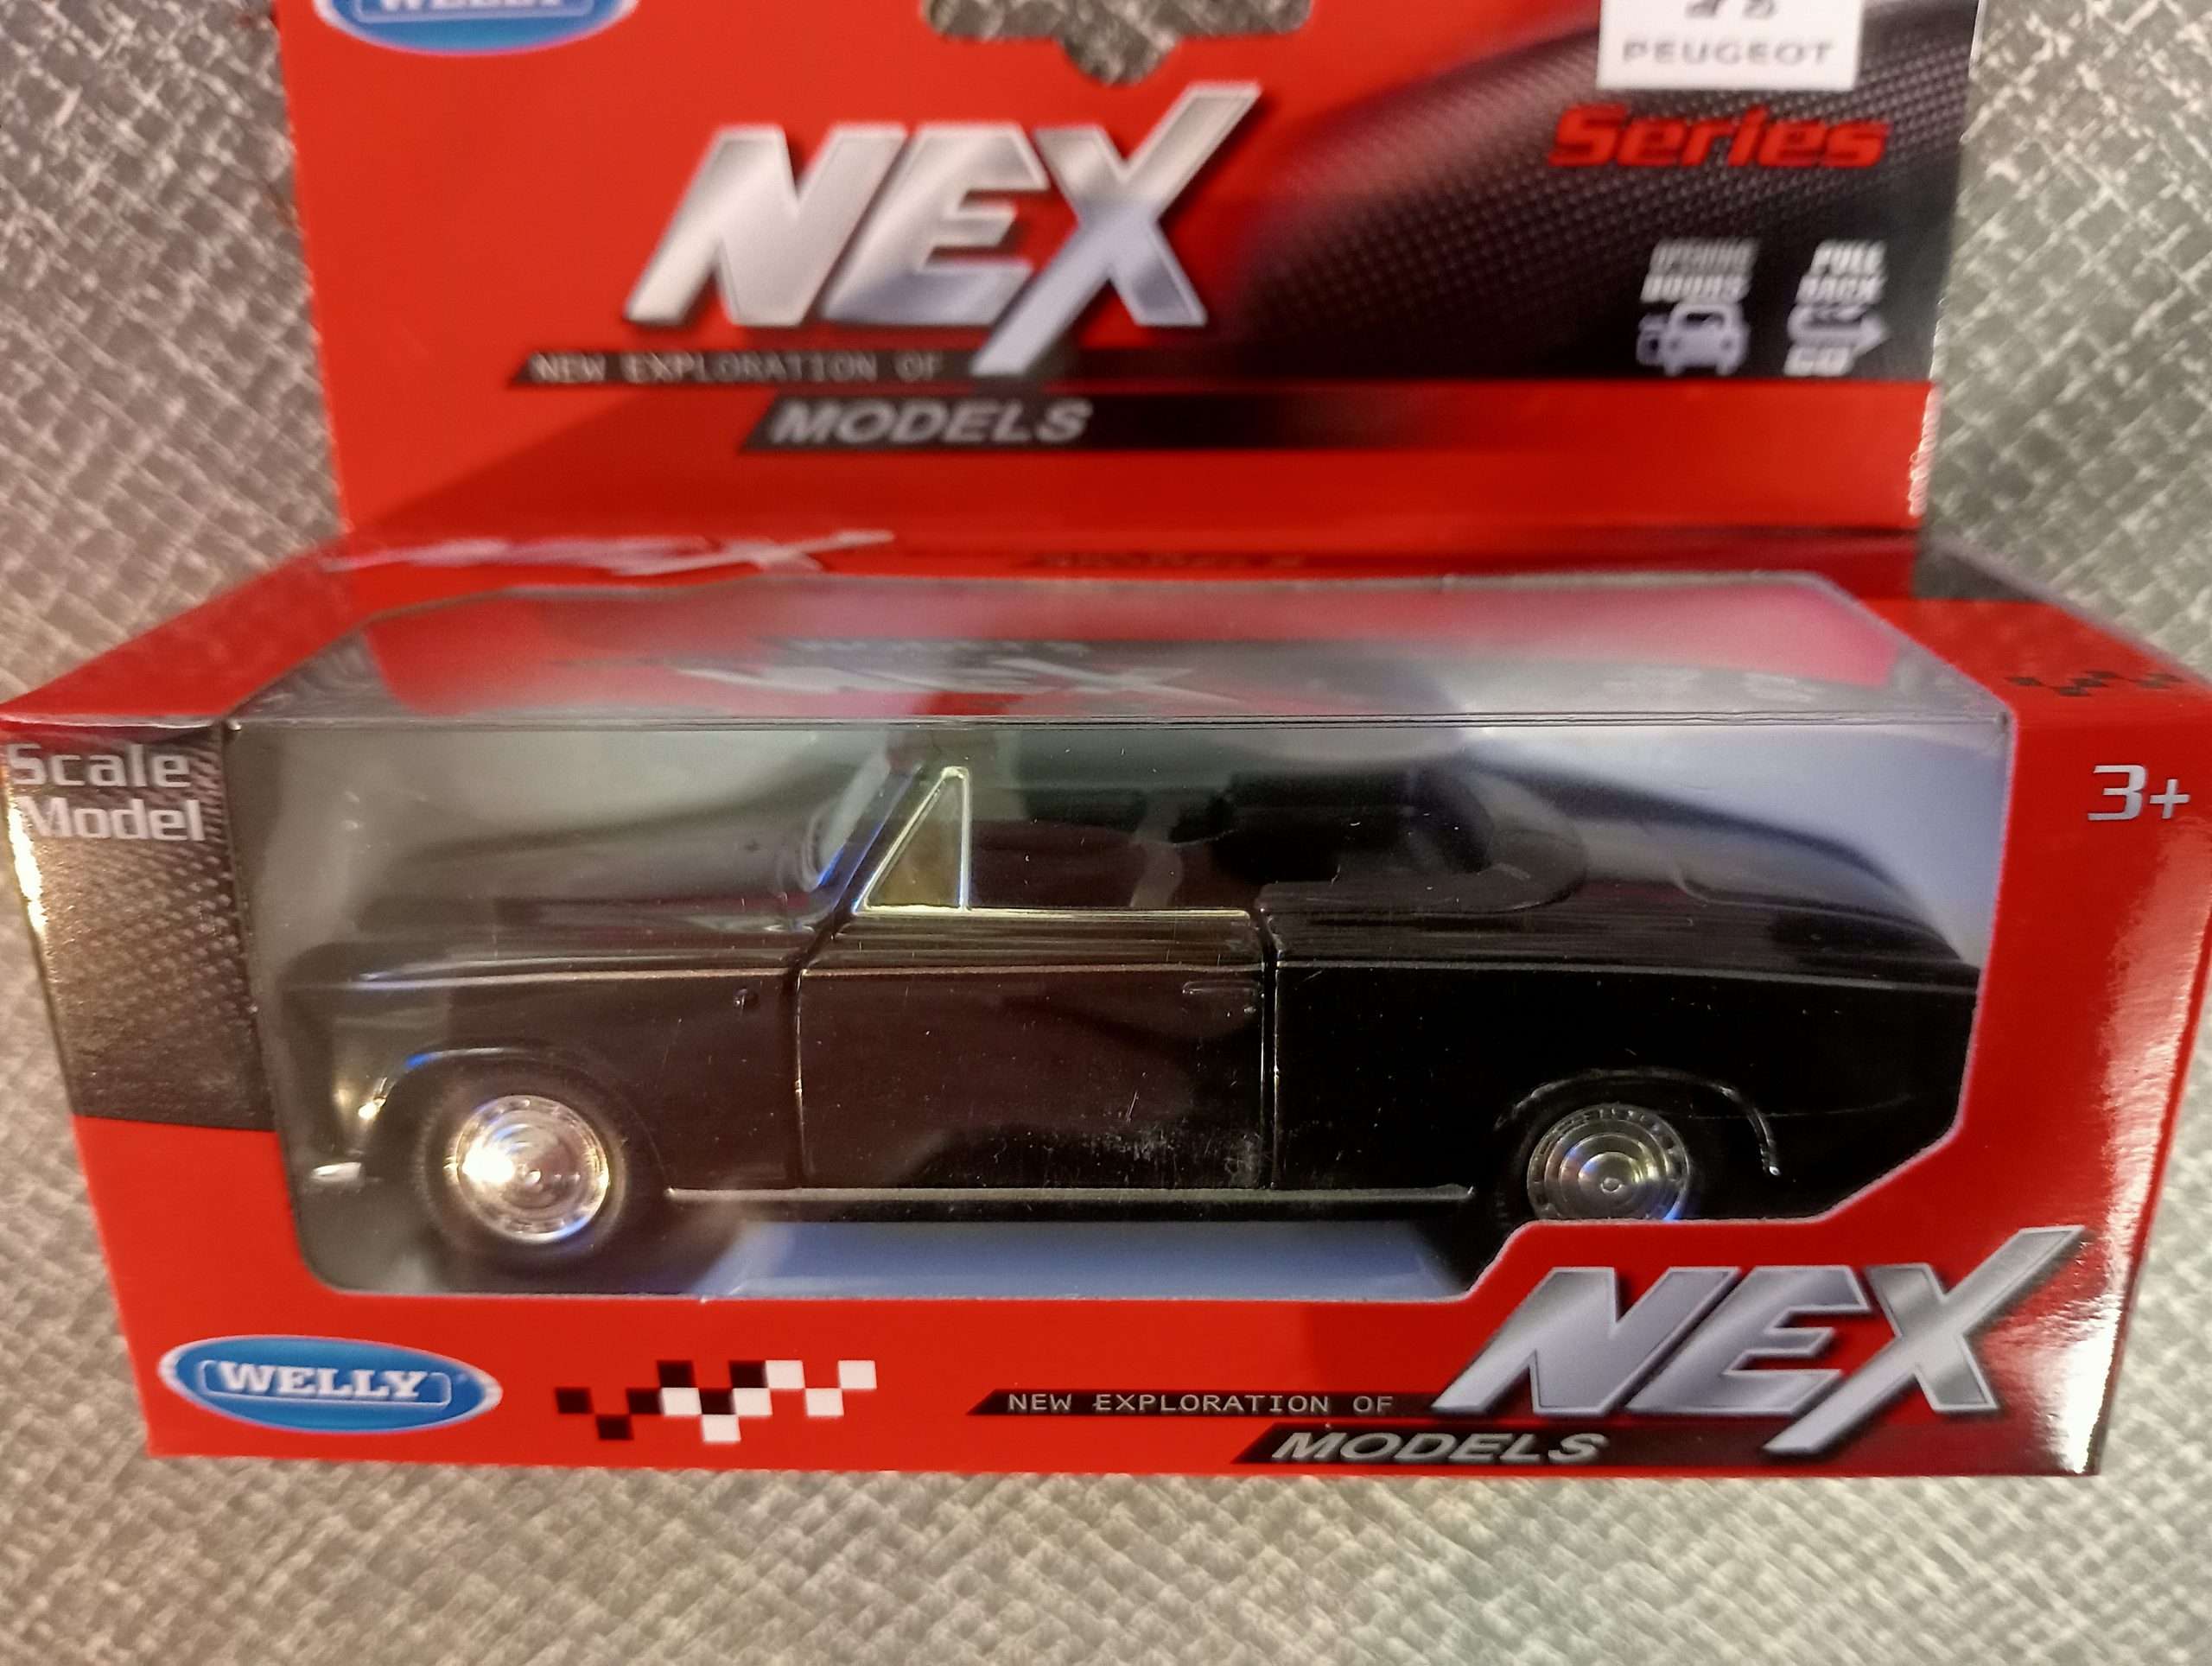 WELLY
PEUGEOT
Series
NEX
OPENING
DOORS
PULL
BACK
GO
NEW EXPLORATION OF
MODELS
Scale
Model
3+
WELLY
NEX
NEW EXPLORATION OF
MODELS